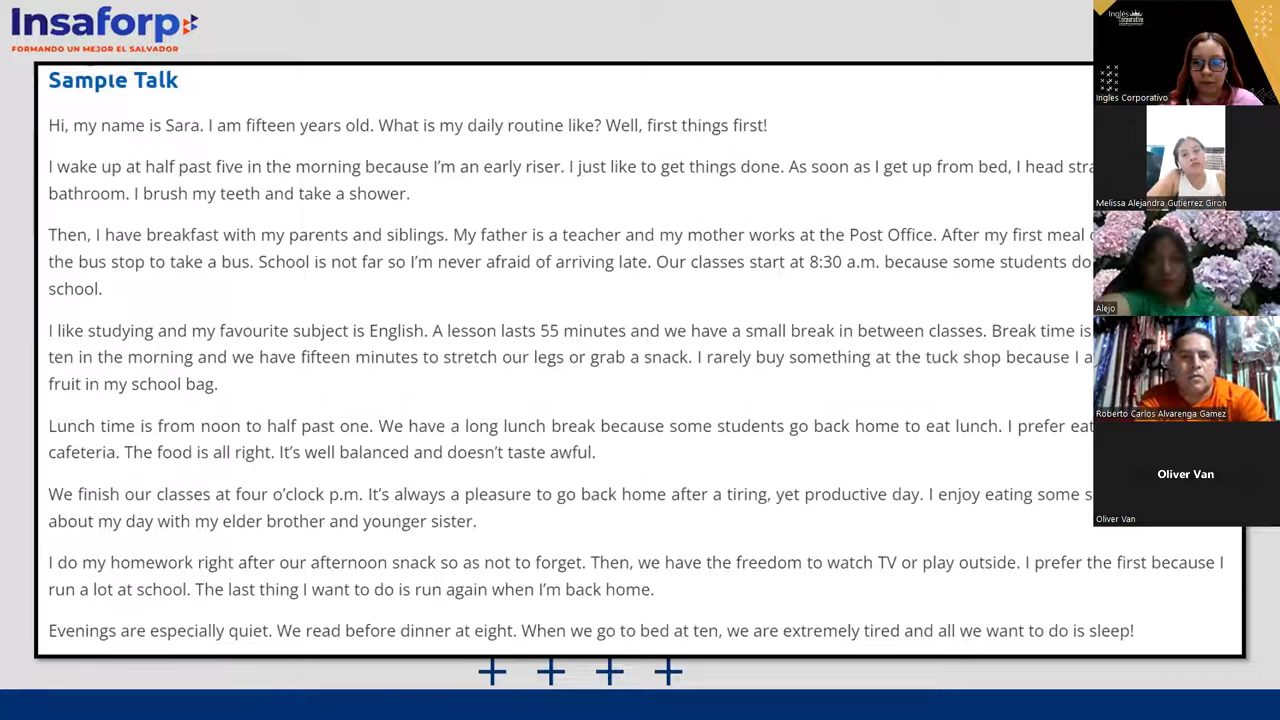 Insaforp
FORMANDO UN MEJOR EL SALVADOR
Sample Talk
Hi, my name is Sara. I am fifteen years old. What is my daily routine like? Well, first things first!
I wake up at half past five in the morning because I'm an early riser. I just like to get things done. As soon as I get up from bed, I head
bathroom. I brush my teeth and take a shower.
Then, I have breakfast with my parents and siblings. My father is a teacher and my mother works at the Post Office. After my first meal
the bus stop to take a bus. School is not far so I'm never afraid of arriving late. Our classes start at 8:30 a.m. because some students
school.
I like studying and my favourite subject is English. A lesson lasts 55 minutes and we have a small break in between classes. Break time is
ten in the morning and we have fifteen minutes to stretch our legs or grab a snack. I rarely buy something at the tuck shop because I
fruit in my school bag.
Lunch time is from noon to half past one. We have a long lunch break because some students go back home to eat lunch. I prefer
cafeteria. The food is all right. It's well balanced and doesn't taste awful.
We finish our classes at four o'clock p.m. It's always a pleasure to go back home after a tiring, yet productive day. I enjoy eating some
about my day with my elder brother and younger sister.
I do my homework right after our afternoon snack so as not to forget. Then, we have the freedom to watch TV or play outside. I prefer the first because I
run a lot at school. The last thing I want to do is run again when I'm back home.
Evenings are especially quiet. We read before dinner at eight. When we go to bed at ten, we are extremely tired and all we want to do is sleep!
Inglés
Corporativo
Ingles Corporativo
Melissa Alejandra Gutierrez Giron
Alejo
Roberto Carlos Alvarenga Gamez
Oliver Van
Oliver Van